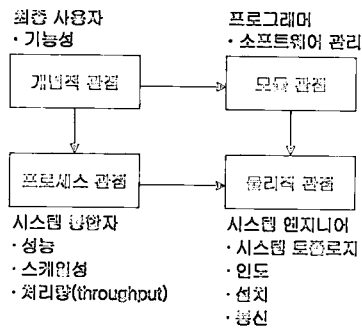 최종 사용자
· 기능성
프로그래머
· 소프트웨어 관리
개념적 관점
모듈 관점
프로세스 관점
물리적 관점
시스템 통합자
· 성능
· 스케일성
· 처리량(throughput)
시스템 엔지니어
· 시스템 토폴로지
· 인도
· 설치
· 통신